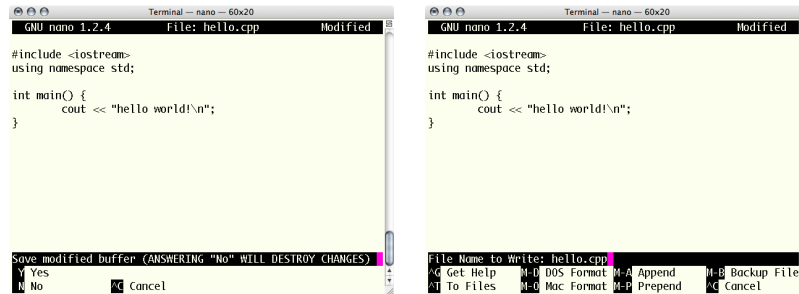 Terminal — nano — 60x20
GNU nano 1.2.4 File: hello.cpp Modified
#include <iostream>
using namespace std;
int main() {
cout << "hello world!\n";
}
Save modified buffer (ANSWERING "No" WILL DESTROY CHANGES)
Y Yes
N No ^C Cancel
Terminal — nano — 60x20
GNU nano 1.2.4 File: hello.cpp Modified
#include <iostream>
using namespace std;
int main() {
cout << "hello world!\n";
}
File Name to Write: hello.cpp
^G Get Help M-D DOS Format M-A Append M-B Backup File
^T To Files M-O Mac Format M-P Prepend ^C Cancel